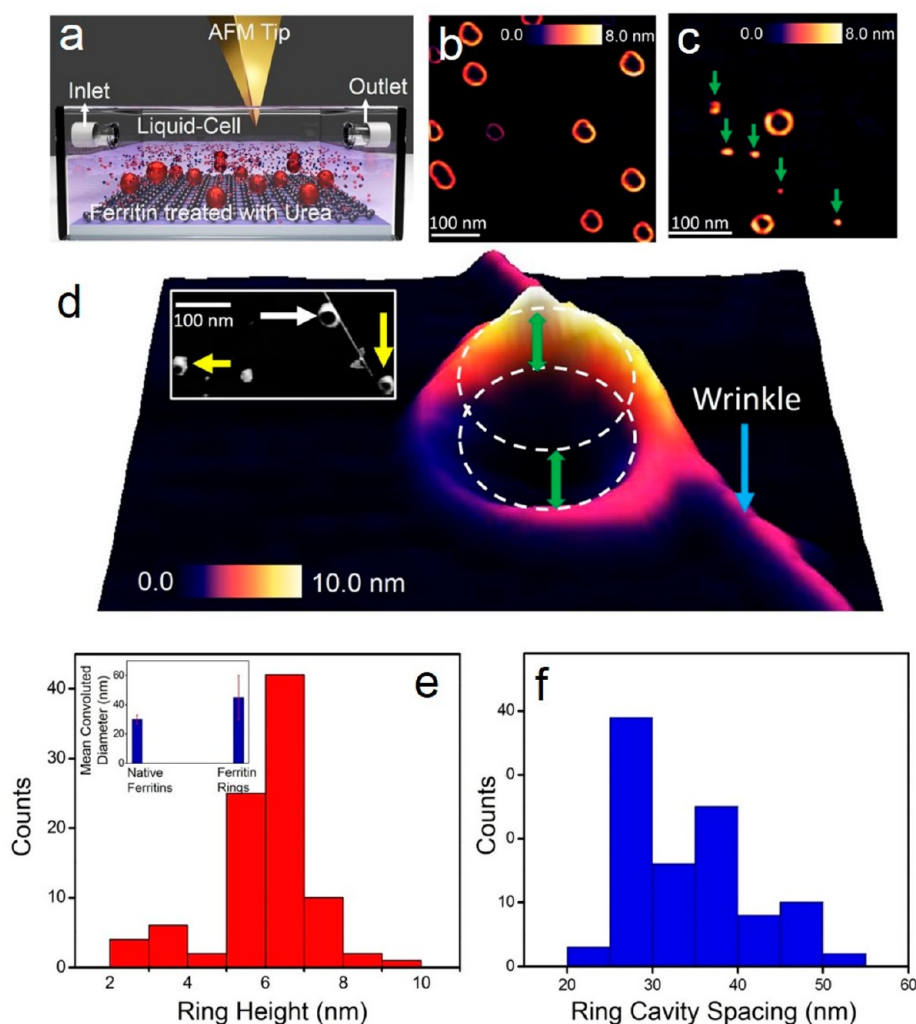 a
AFM Tip
Inlet
Outlet
Liquid-Cell
Ferritin treated with Urea
b
0.0 8.0 nm
100 nm
c
0.0 8.0 nm
100 nm
d
100 nm
Wrinkle
0.0 10.0 nm
e
Counts
40
30
20
10
0
2 4 6 8 10
Ring Height (nm)
Mean Convoluted
Diameter (nm)
60
40
20
0
Native
Ferritins
Ferritin
Rings
f
Counts
40
0
0
10
0
20 30 40 50 60
Ring Cavity Spacing (nm)